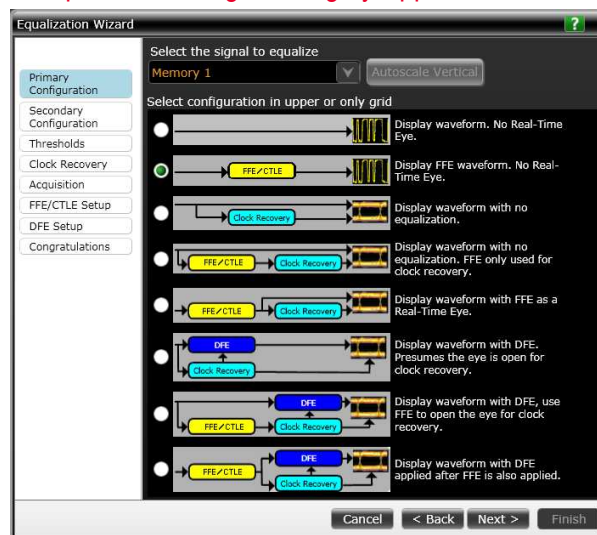 Equalization Wizard
?
Select the signal to equalize
Memory 1
Autoscale Vertical
Primary
Configuration
Secondary
Configuration
Thresholds
Clock Recovery
Acquisition
FFE/CTLE Setup
DFE Setup
Congratulations
Select configuration in upper or only grid
Display waveform. No Real-Time
Eye.
FFE/CTLE
Display FFE waveform. No Real-
Time Eye.
Clock Recovery
Display waveform with no
equalization.
FFE/CTLE
Clock Recovery
Display waveform with no
equalization. FFE only used for
clock recovery.
FFE/CTLE
Clock Recovery
Display waveform with FFE as a
Real-Time Eye.
DFE
Clock Recovery
Display waveform with DFE.
Presumes the eye is open for
clock recovery.
DFE
FFE/CTLE
Clock Recovery
Display waveform with DFE, use
FFE to open the eye for clock
recovery.
DFE
FFE/CTLE
Clock Recovery
Display waveform with DFE
applied after FFE is also applied.
Cancel
< Back
Next >
Finish